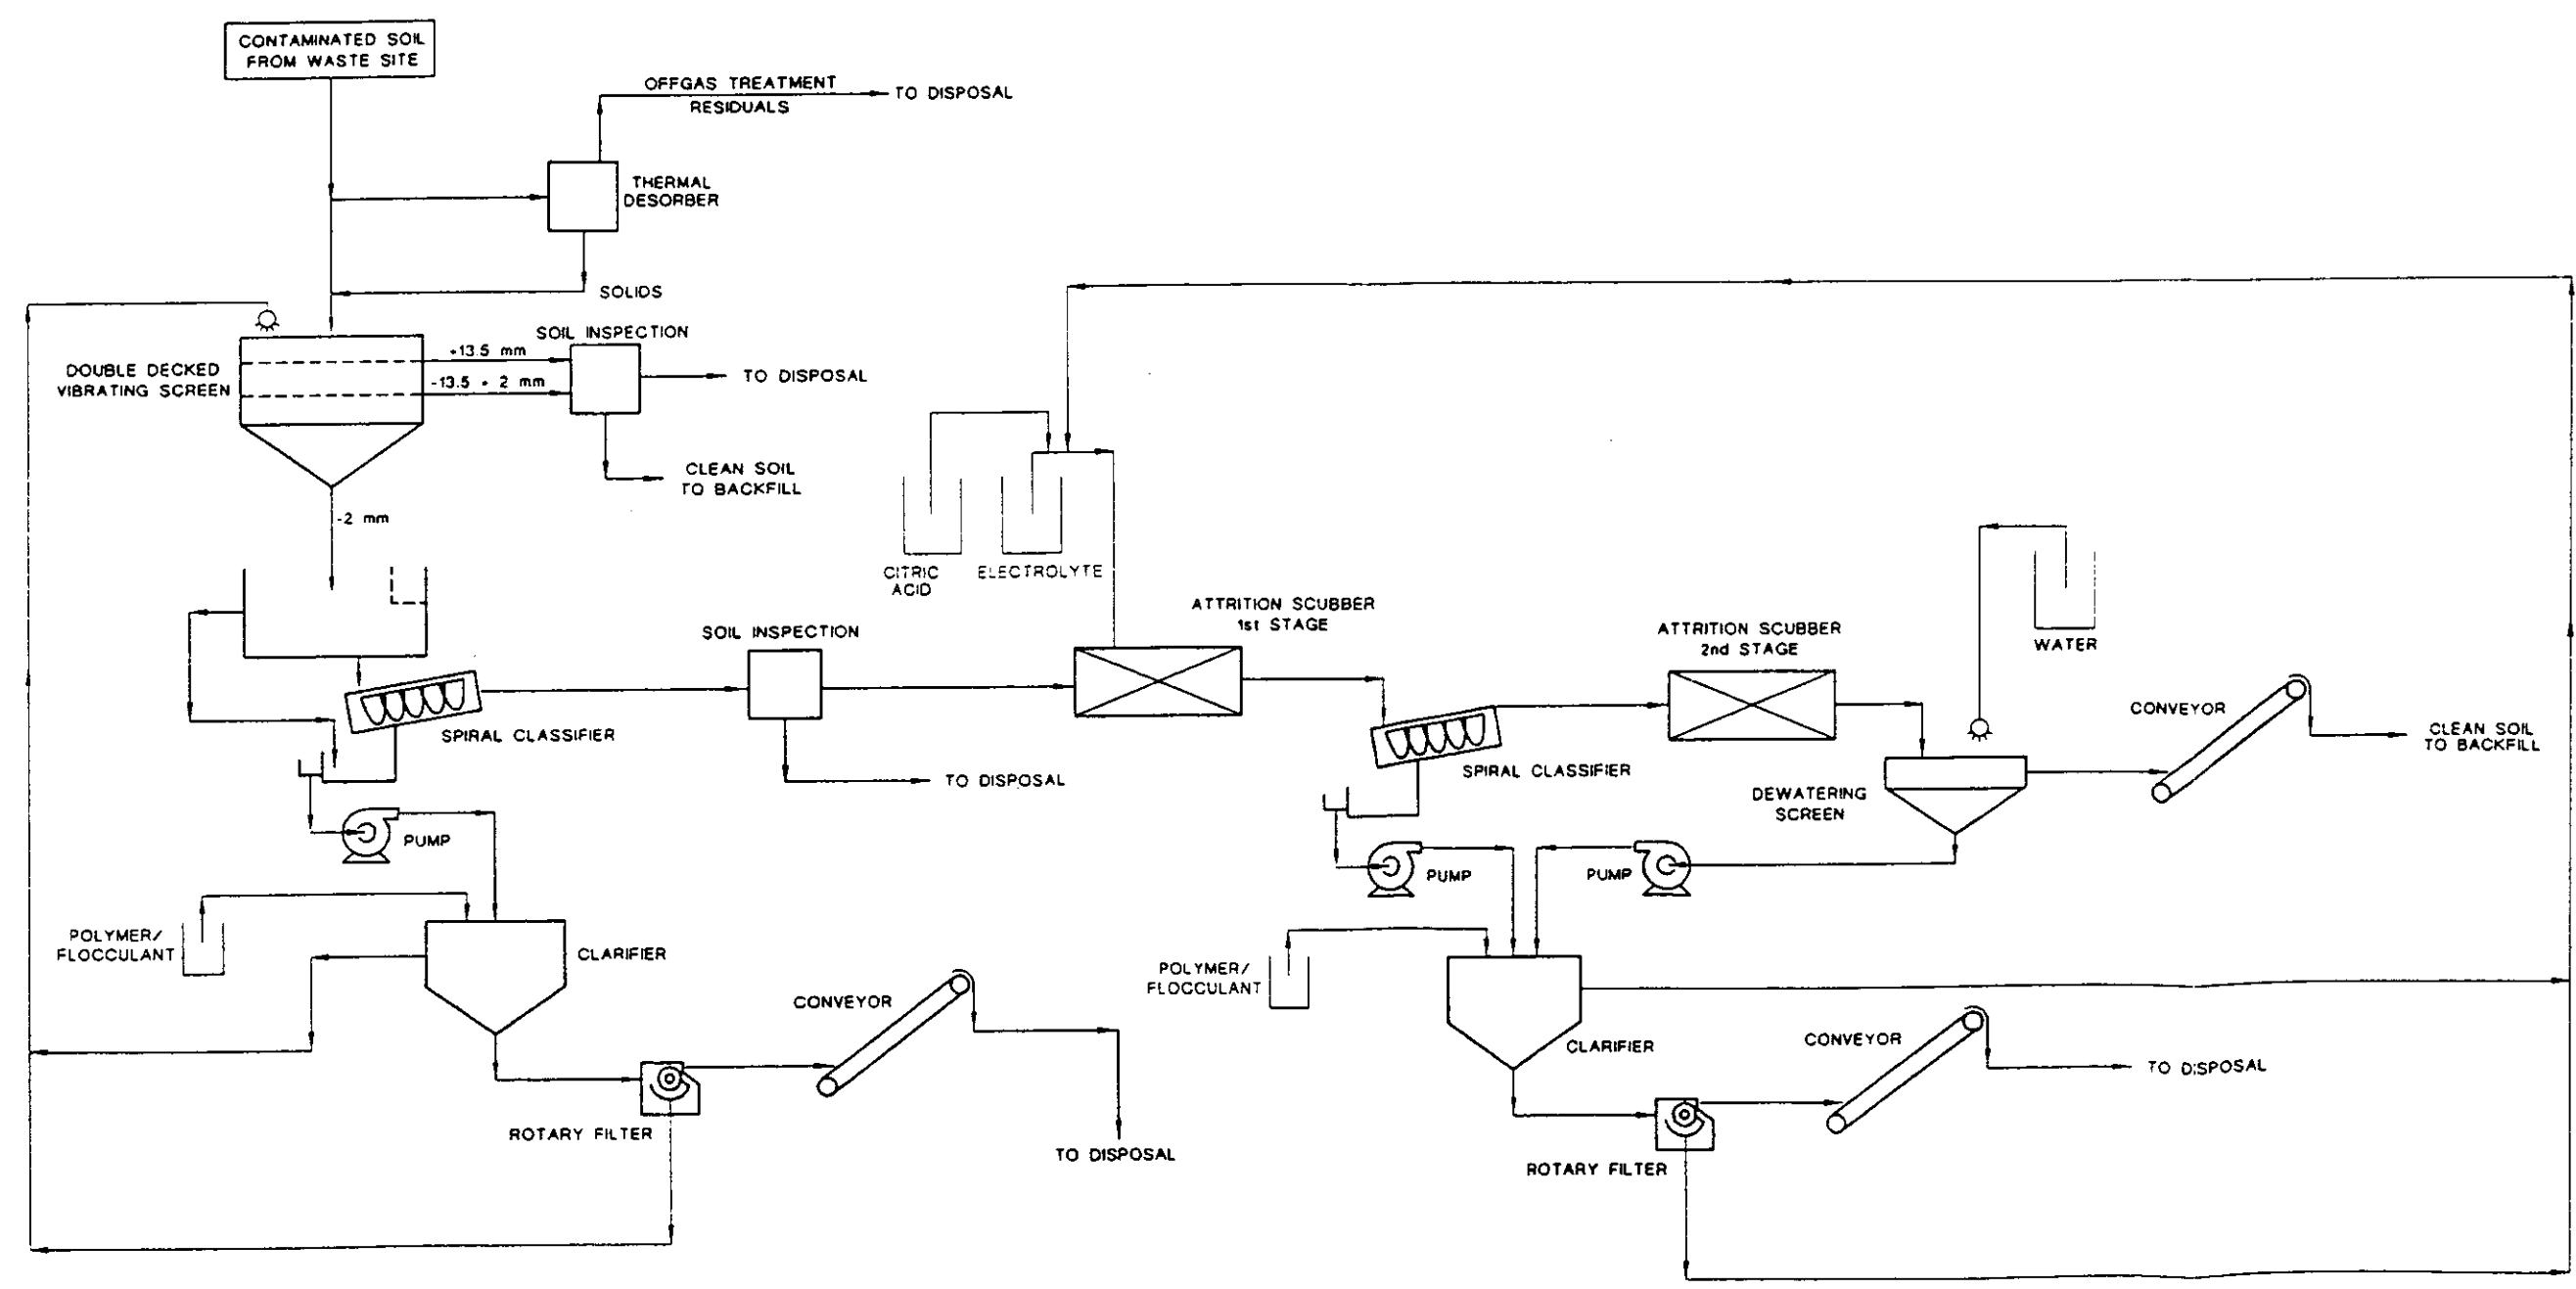 CONTAMINATED SOIL
FROM WASTE SITE
OFFGAS TREATMENT
RESIDUALS
TO DISPOSAL
THERMAL
DESORBER
SOLIDS
SOIL INSPECTION
+13.5 mm
-13.5 + 2 mm
DOUBLE DECKED
VIBRATING SCREEN
TO DISPOSAL
CLEAN SOIL
TO BACKFILL
-2 mm
CITRIC
ACID
ELECTROLYTE
ATTRITION SCUBBER
1st STAGE
SOIL INSPECTION
ATTRITION SCUBBER
2nd STAGE
WATER
SPIRAL CLASSIFIER
TO DISPOSAL
SPIRAL CLASSIFIER
CONVEYOR
CLEAN SOIL
TO BACKFILL
DEWATERING
SCREEN
PUMP
PUMP
PUMP
POLYMER/
FLOCCULANT
CLARIFIER
CONVEYOR
POLYMER/
FLOCCULANT
CLARIFIER
CONVEYOR
TO DISPOSAL
ROTARY FILTER
TO DISPOSAL
ROTARY FILTER